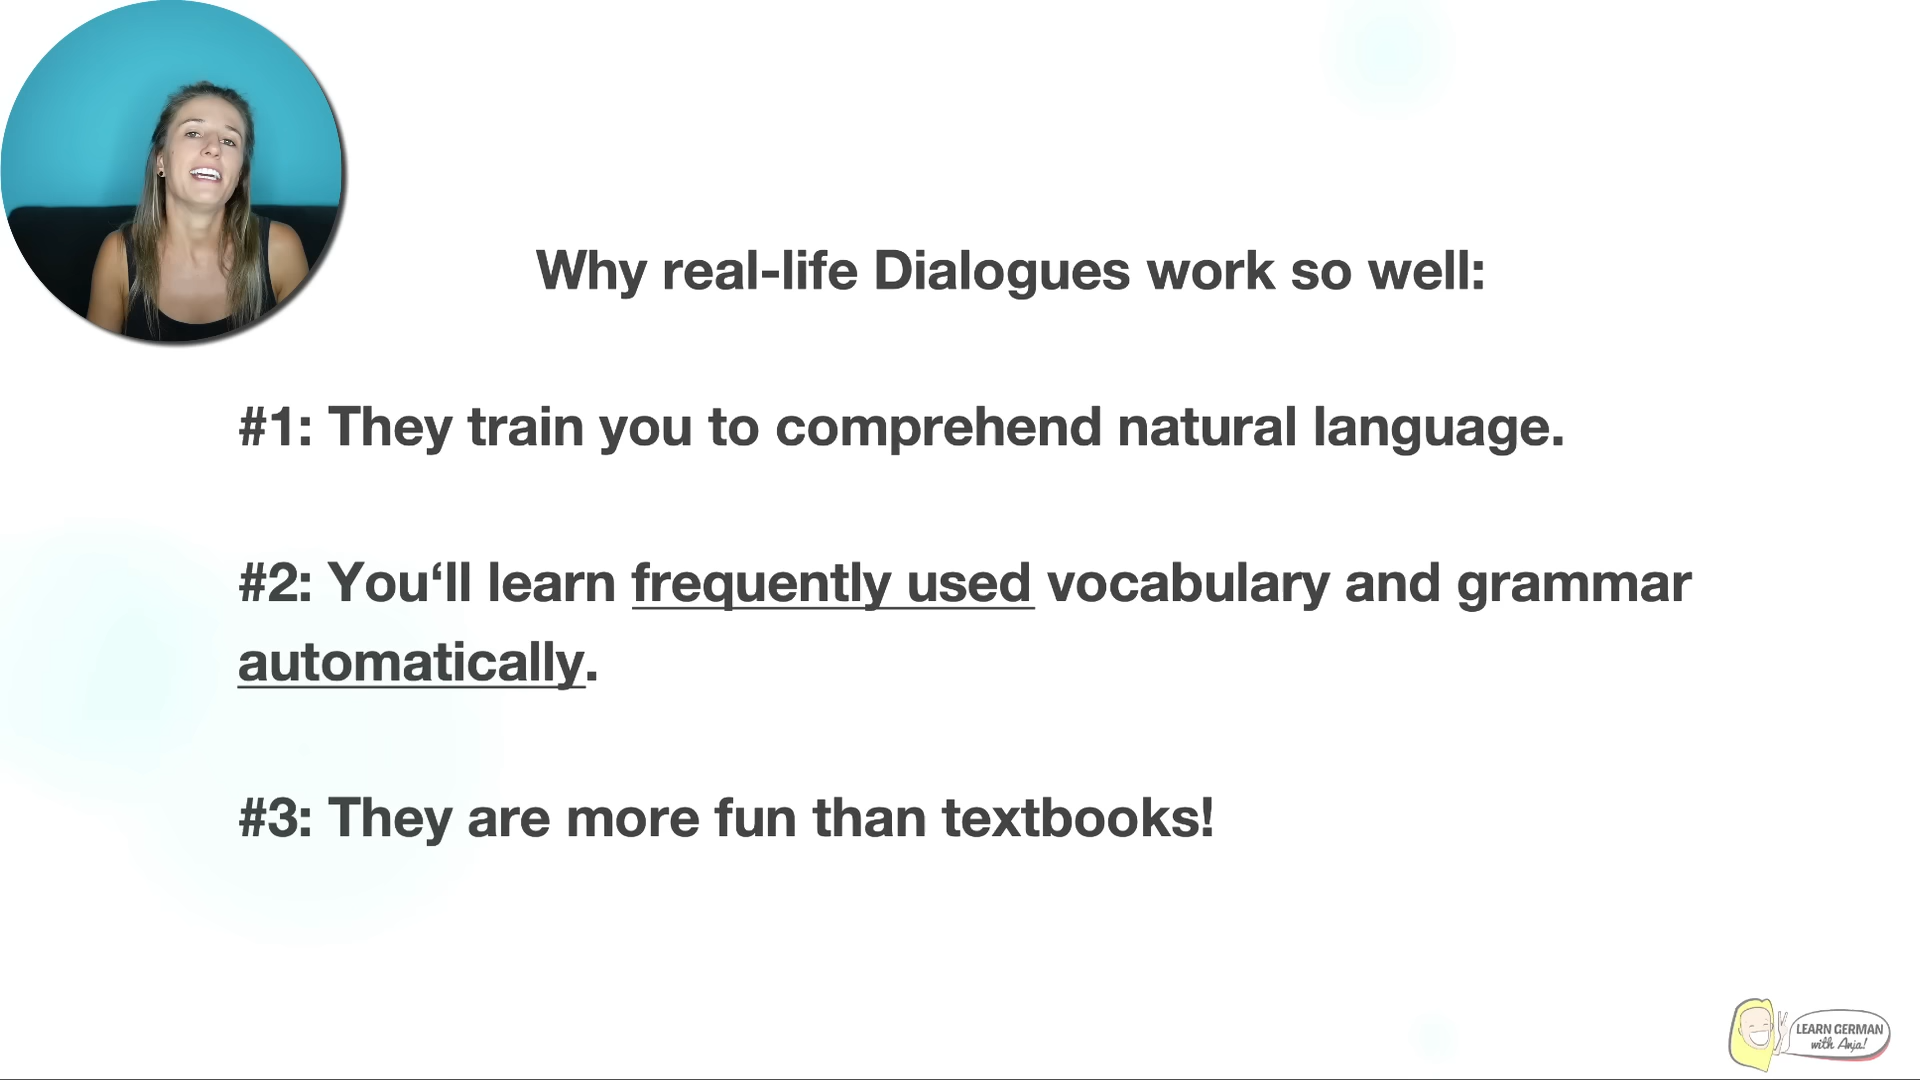 Why real-life Dialogues work so well:
#1: They train you to comprehend natural language.
#2: You‘ll learn frequently used vocabulary and grammar
automatically.
#3: They are more fun than textbooks!
LEARN GERMAN
with Anja!